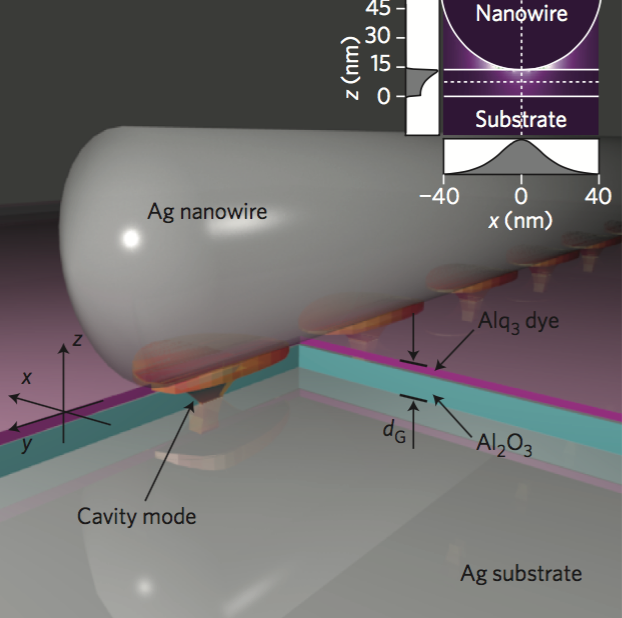 45
30
15
0
z (nm)
Nanowire
Substrate
−40 0 40
x (nm)
Ag nanowire
z
x
y
Alq₃ dye
d_G
Al₂O₃
Cavity mode
Ag substrate